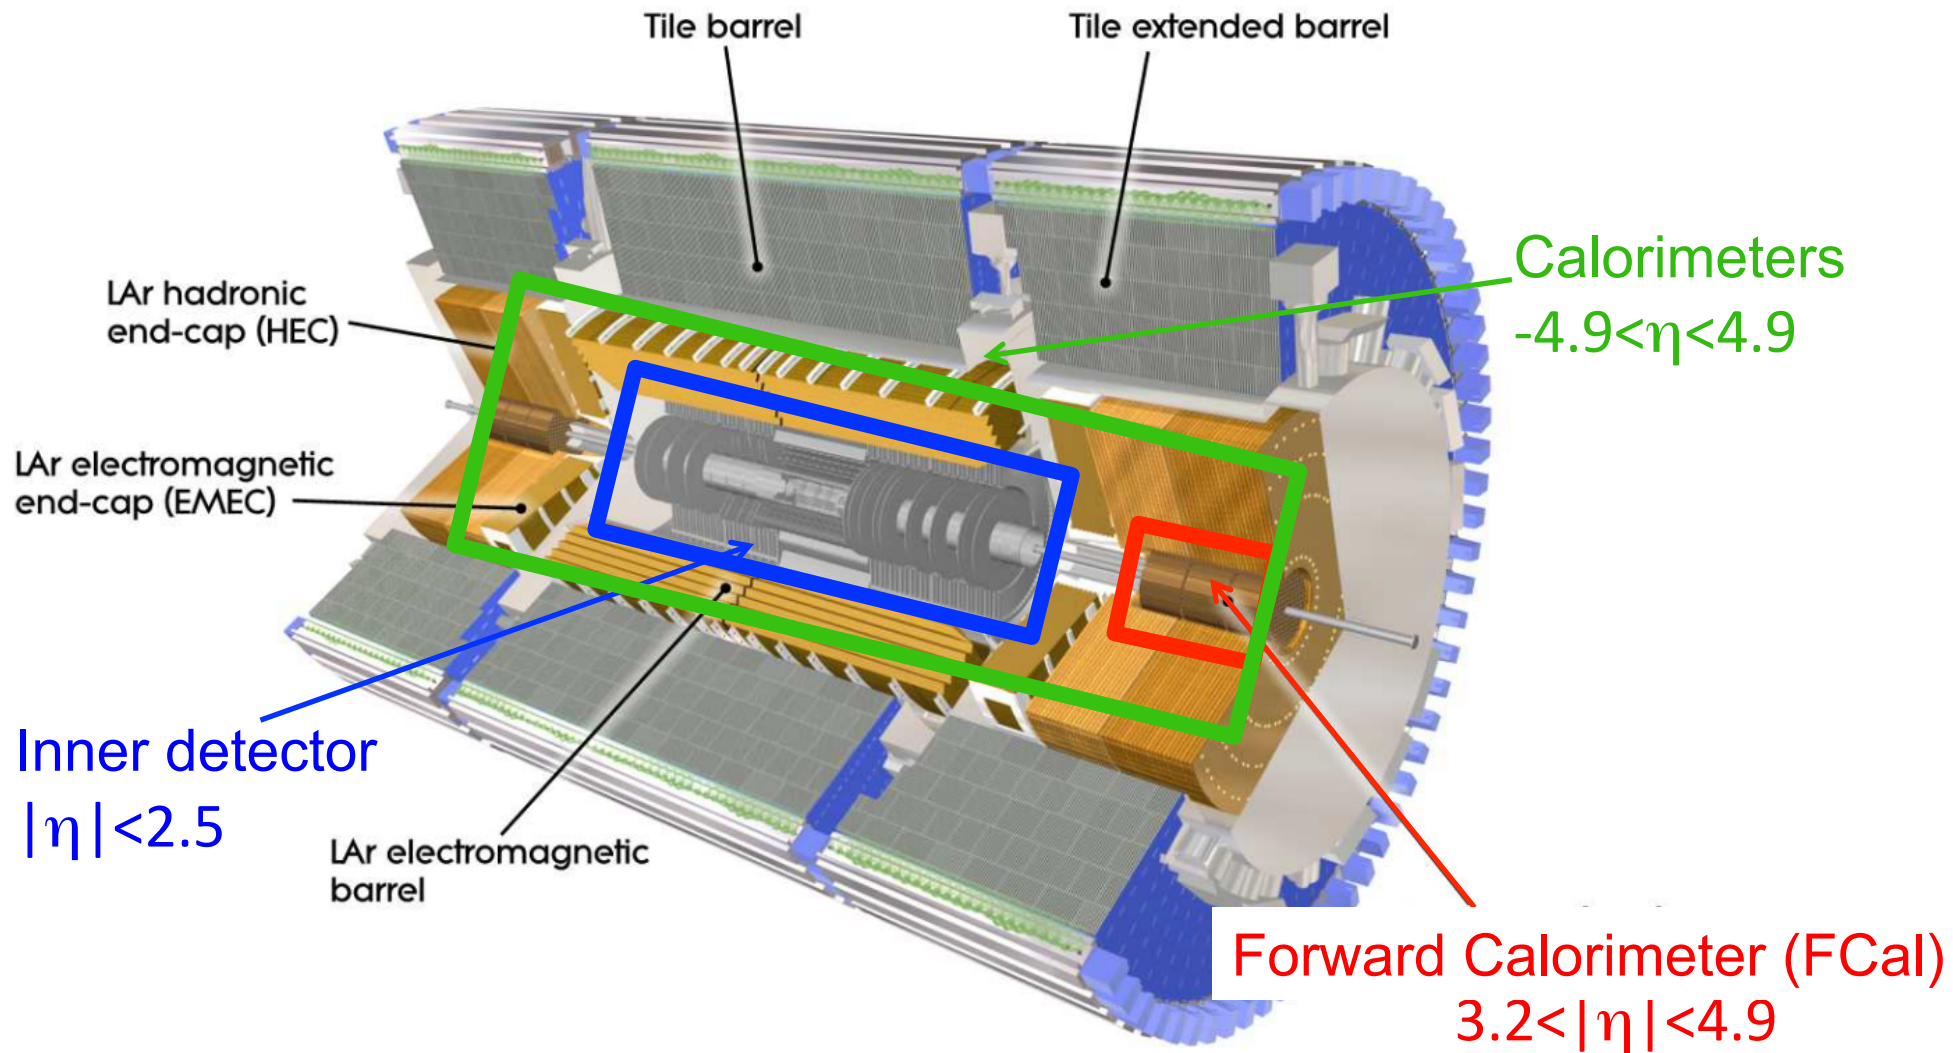 Tile barrel
Tile extended barrel
Calorimeters
-4.9<η<4.9
LAr hadronic
end-cap (HEC)
LAr electromagnetic
end-cap (EMEC)
Inner detector
|η|<2.5
LAr electromagnetic
barrel
Forward Calorimeter (FCal)
3.2<|η|<4.9